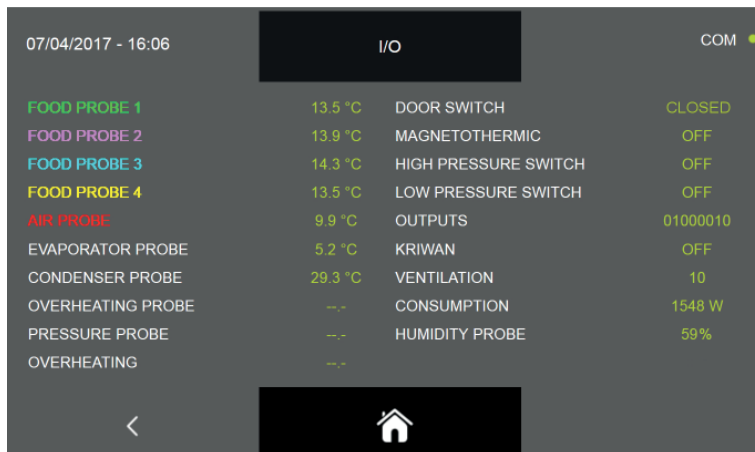 07/04/2017 - 16:06 I/O COM
FOOD PROBE 1 13.5 °C DOOR SWITCH CLOSED
FOOD PROBE 2 13.9 °C MAGNETOTHERMIC OFF
FOOD PROBE 3 14.3 °C HIGH PRESSURE SWITCH OFF
FOOD PROBE 4 13.5 °C LOW PRESSURE SWITCH OFF
AIR PROBE 9.9 °C OUTPUTS 01000010
EVAPORATOR PROBE 5.2 °C KRIWAN OFF
CONDENSER PROBE 29.3 °C VENTILATION 10
OVERHEATING PROBE --.- CONSUMPTION 1548 W
PRESSURE PROBE --.- HUMIDITY PROBE 59%
OVERHEATING --.-